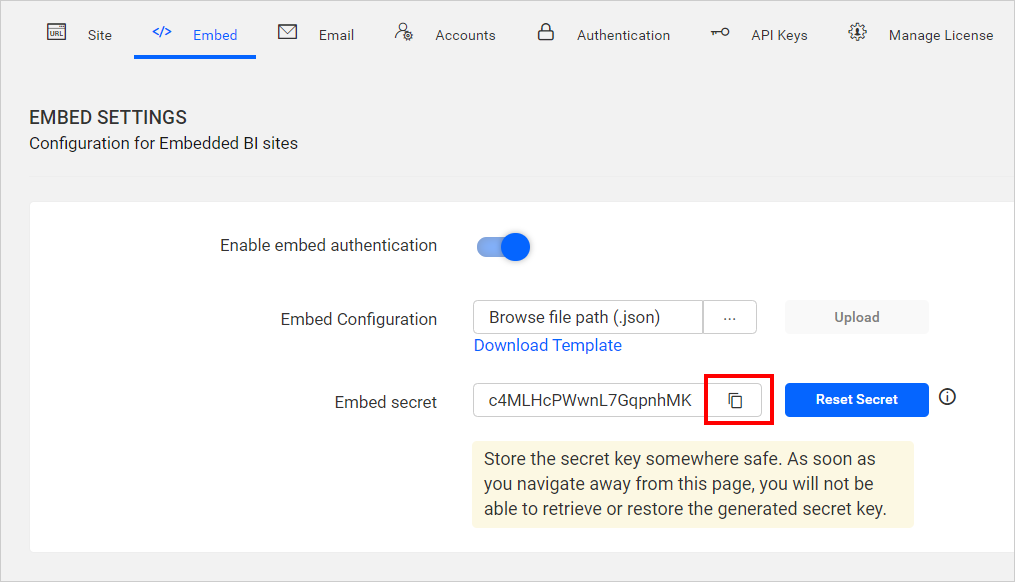 URL Site </> Embed Email Accounts Authentication API Keys Manage License
EMBED SETTINGS
Configuration for Embedded BI sites
Enable embed authentication
Embed Configuration Browse file path (.json) ... Upload
Download Template
Embed secret c4MLHcPWwnL7GqpnhMK Reset Secret
Store the secret key somewhere safe. As soon as
you navigate away from this page, you will not be
able to retrieve or restore the generated secret key.